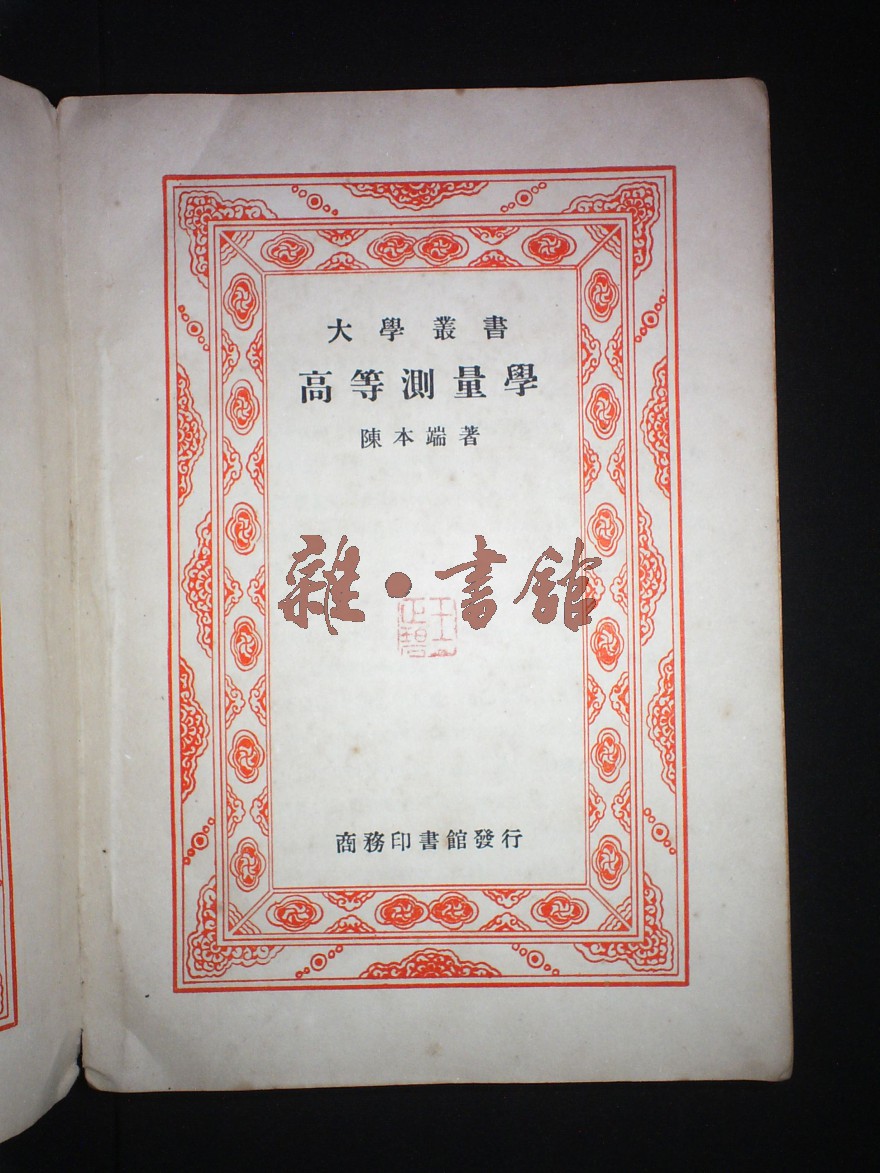 大學叢書
高等測量學
陳本端著
雜·書館
商務印書館發行